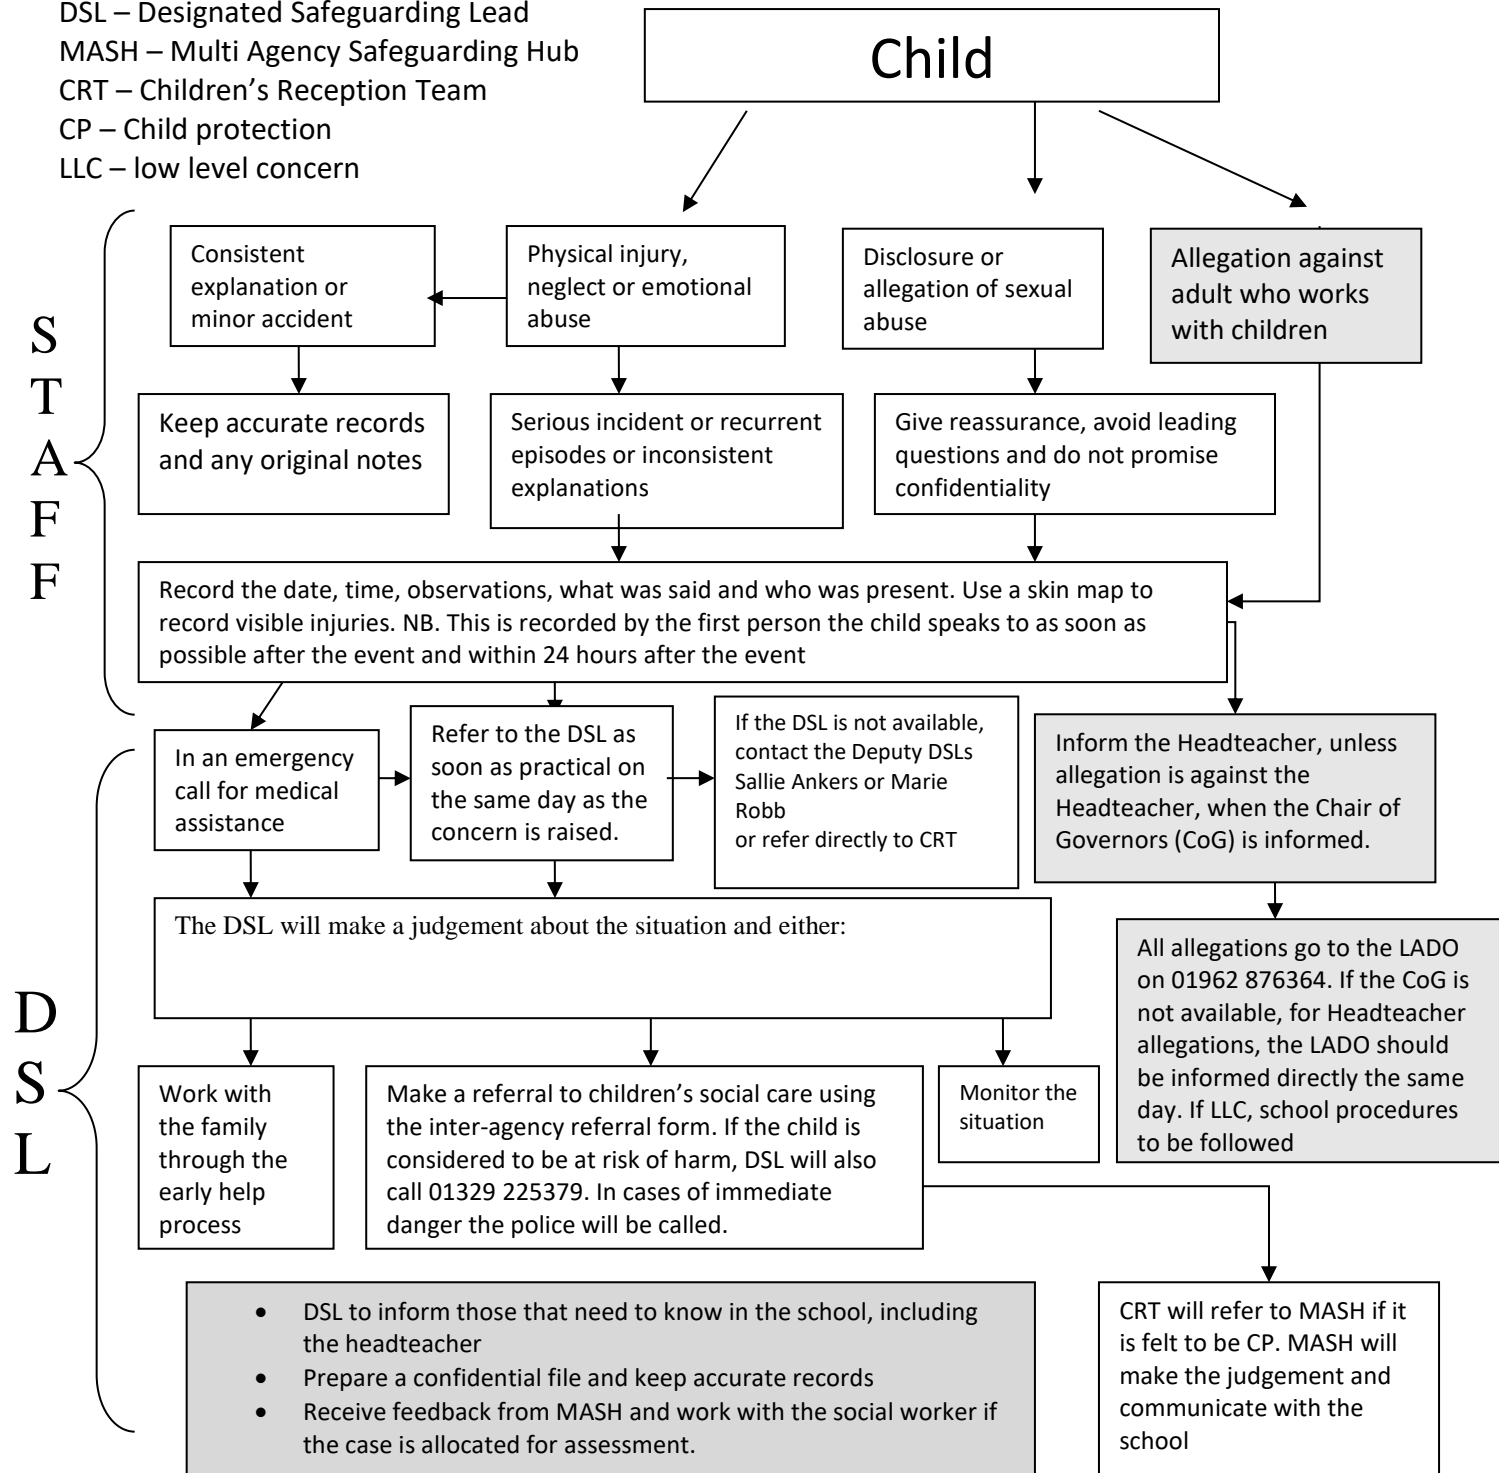 DSL – Designated Safeguarding Lead
MASH – Multi Agency Safeguarding Hub
CRT – Children's Reception Team
CP – Child protection
LLC – low level concern
Child
S
T
A
F
F
Consistent
explanation or
minor accident
Physical injury,
neglect or emotional
abuse
Disclosure or
allegation of sexual
abuse
Allegation against
adult who works
with children
Keep accurate records
and any original notes
Serious incident or recurrent
episodes or inconsistent
explanations
Give reassurance, avoid leading
questions and do not promise
confidentiality
Record the date, time, observations, what was said and who was present. Use a skin map to
record visible injuries. NB. This is recorded by the first person the child speaks to as soon as
possible after the event and within 24 hours after the event
D
S
L
In an emergency
call for medical
assistance
Refer to the DSL as
soon as practical on
the same day as the
concern is raised.
If the DSL is not available,
contact the Deputy DSLs
Sallie Ankers or Marie
Robb
or refer directly to CRT
Inform the Headteacher, unless
allegation is against the
Headteacher, when the Chair of
Governors (CoG) is informed.
The DSL will make a judgement about the situation and either:
All allegations go to the LADO
on 01962 876364. If the CoG is
not available, for Headteacher
allegations, the LADO should
be informed directly the same
day. If LLC, school procedures
to be followed
Work with
the family
through the
early help
process
Make a referral to children's social care using
the inter-agency referral form. If the child is
considered to be at risk of harm, DSL will also
call 01329 225379. In cases of immediate
danger the police will be called.
Monitor the
situation
• DSL to inform those that need to know in the school, including
the headteacher
• Prepare a confidential file and keep accurate records
• Receive feedback from MASH and work with the social worker if
the case is allocated for assessment.
CRT will refer to MASH if it
is felt to be CP. MASH will
make the judgement and
communicate with the
school